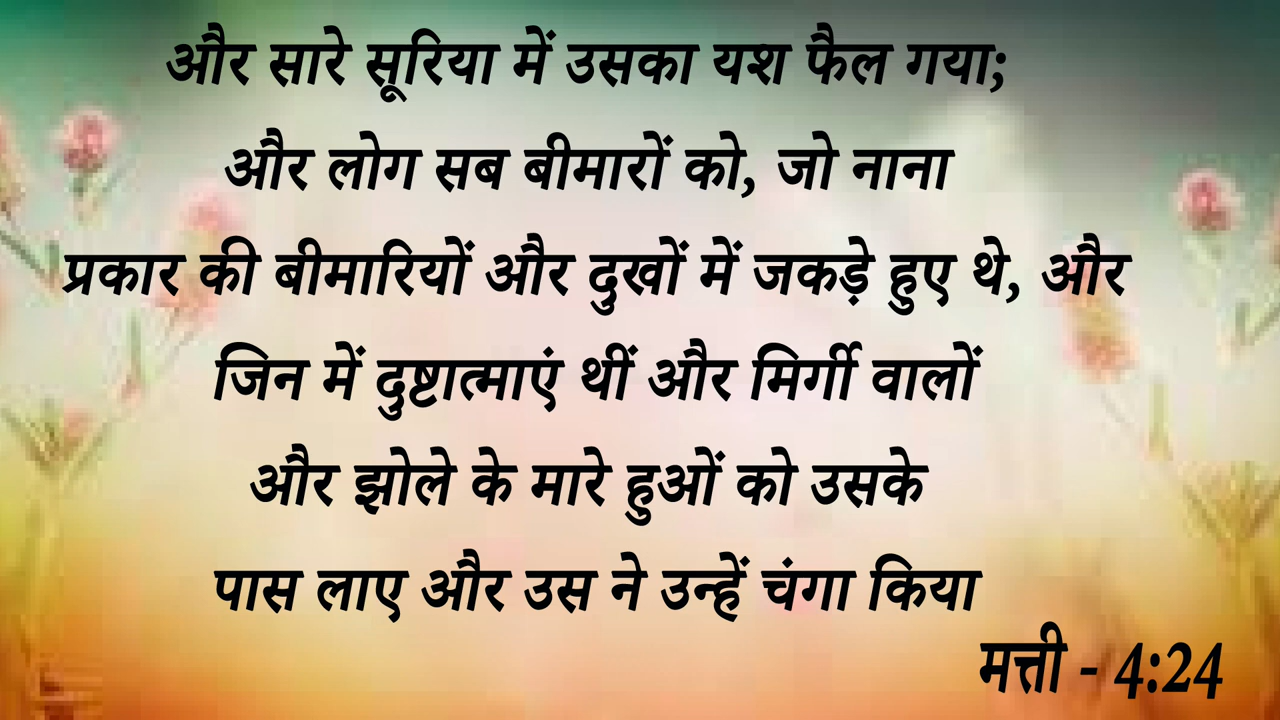 और सारे सूरिया में उसका यश फैल गया;
और लोग सब बीमारों को, जो नाना
प्रकार की बीमारियों और दुखों में जकड़े हुए थे, और
जिन में दुष्टात्माएं थीं और मिर्गी वालों
और झोले के मारे हुओं को उसके
पास लाए और उस ने उन्हें चंगा किया
मत्ती - 4:24